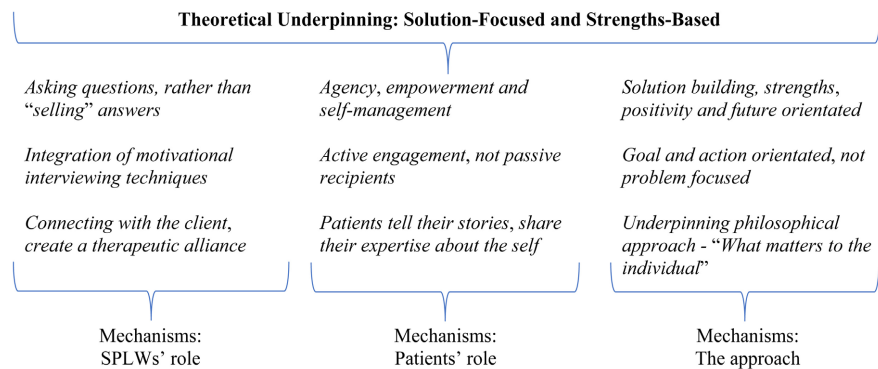 Theoretical Underpinning: Solution-Focused and Strengths-Based
Asking questions, rather than
“selling” answers
Integration of motivational
interviewing techniques
Connecting with the client,
create a therapeutic alliance
Mechanisms:
SPLWs’ role
Agency, empowerment and
self-management
Active engagement, not passive
recipients
Patients tell their stories, share
their expertise about the self
Mechanisms:
Patients’ role
Solution building, strengths,
positivity and future orientated
Goal and action orientated, not
problem focused
Underpinning philosophical
approach - “What matters to the
individual”
Mechanisms:
The approach